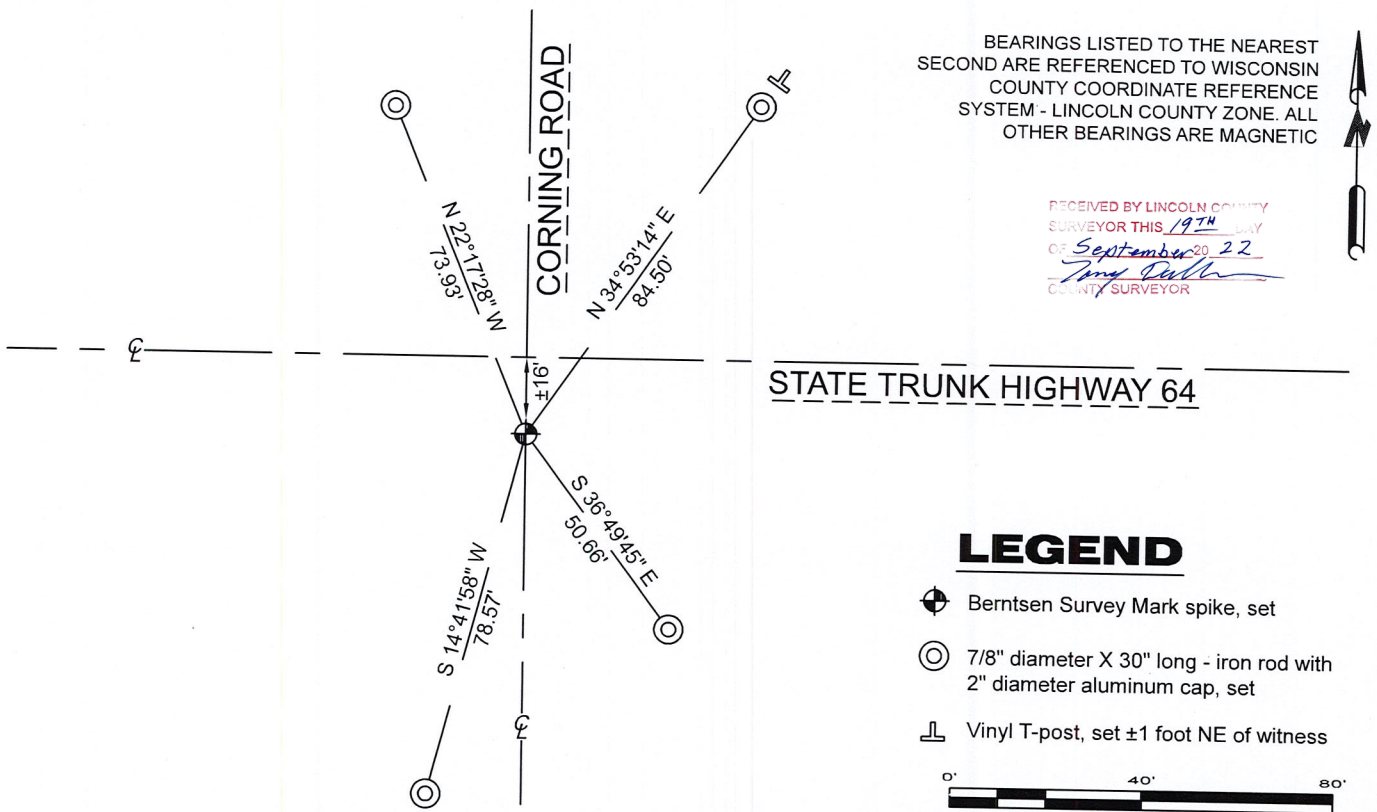 BEARINGS LISTED TO THE NEAREST
SECOND ARE REFERENCED TO WISCONSIN
COUNTY COORDINATE REFERENCE
SYSTEM - LINCOLN COUNTY ZONE. ALL
OTHER BEARINGS ARE MAGNETIC
N
RECEIVED BY LINCOLN COUNTY
SURVEYOR THIS 19TH DAY
OF September 20 22
COUNTY SURVEYOR
CORNING ROAD
N 22°17'28" W
73.93'
N 34°53'14" E
84.50'
℄
±16'
STATE TRUNK HIGHWAY 64
S 36°49'45" E
50.66'
S 14°41'58" W
78.57'
℄
LEGEND
Berntsen Survey Mark spike, set
7/8" diameter X 30" long - iron rod with
2" diameter aluminum cap, set
Vinyl T-post, set ±1 foot NE of witness
0' 40' 80'